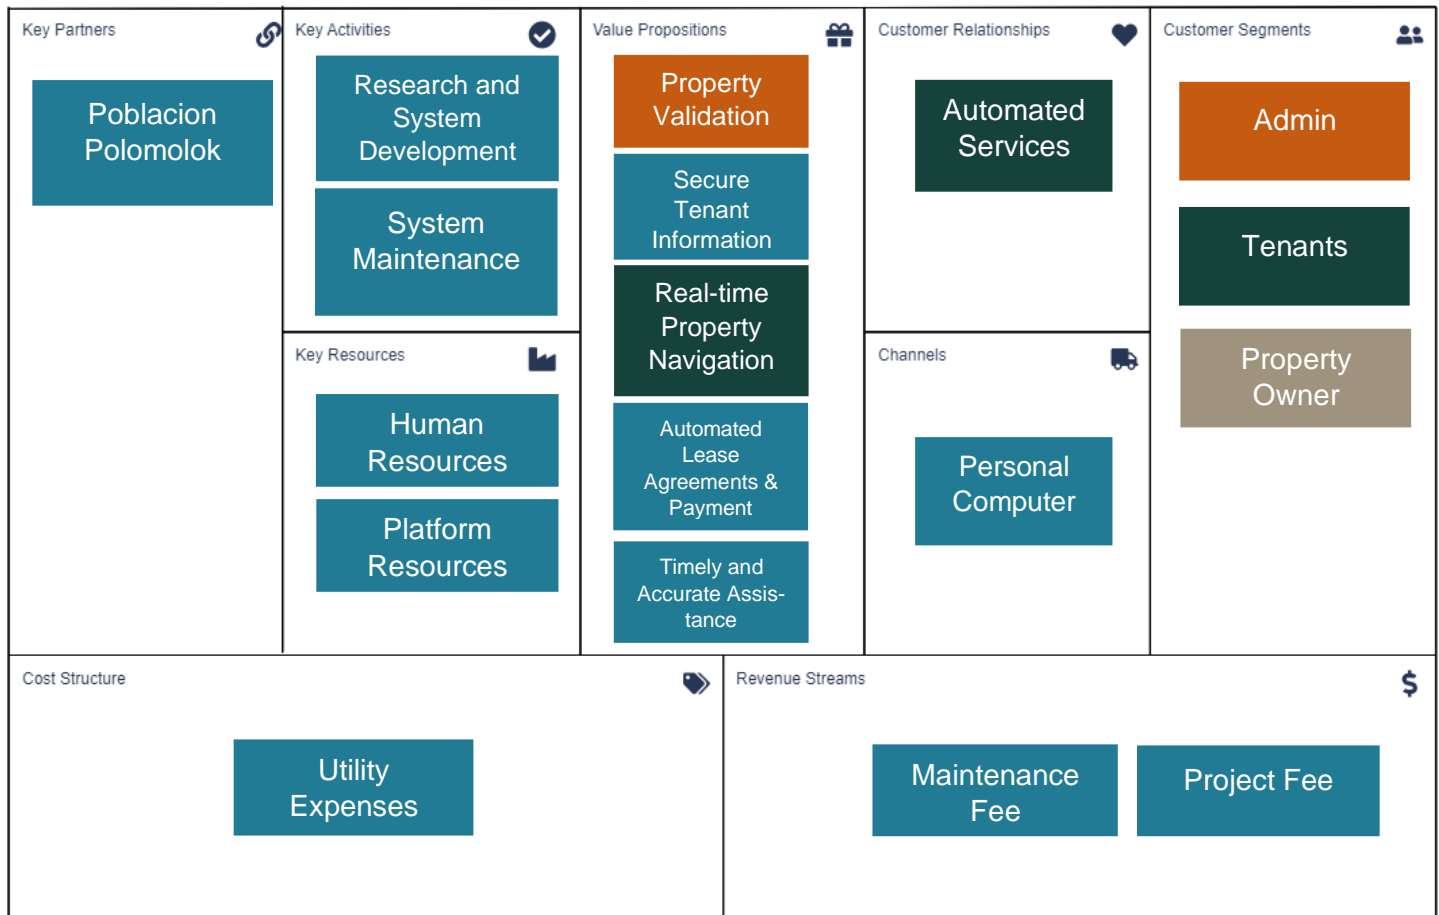 Key Partners
Poblacion
Polomolok
Key Activities
Research and
System
Development
System
Maintenance
Key Resources
Human
Resources
Platform
Resources
Value Propositions
Property
Validation
Secure
Tenant
Information
Real-time
Property
Navigation
Automated
Lease
Agreements &
Payment
Timely and
Accurate Assis-
tance
Customer Relationships
Automated
Services
Channels
Personal
Computer
Customer Segments
Admin
Tenants
Property
Owner
Cost Structure
Utility
Expenses
Revenue Streams
Maintenance
Fee
Project Fee